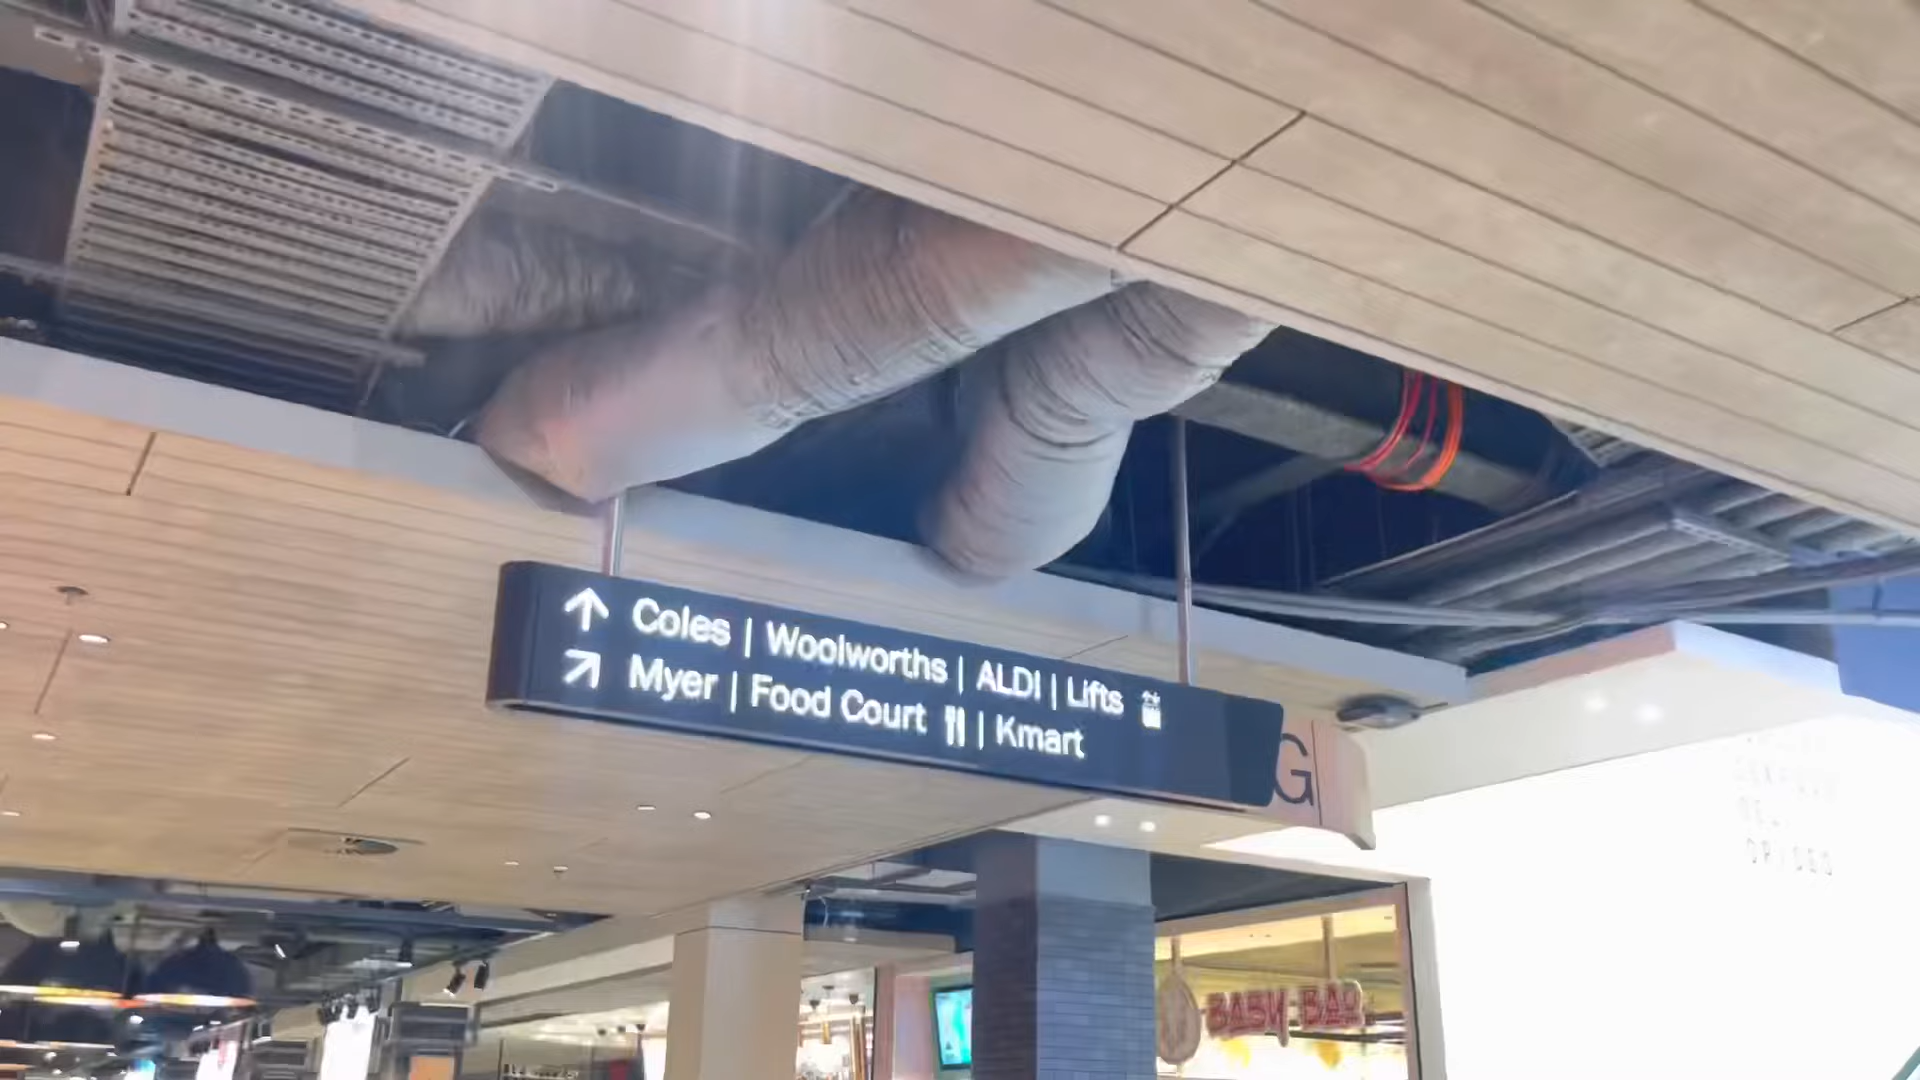 Coles | Woolworths | ALDI | Lifts
Myer | Food Court | Kmart
G
BABY BAO